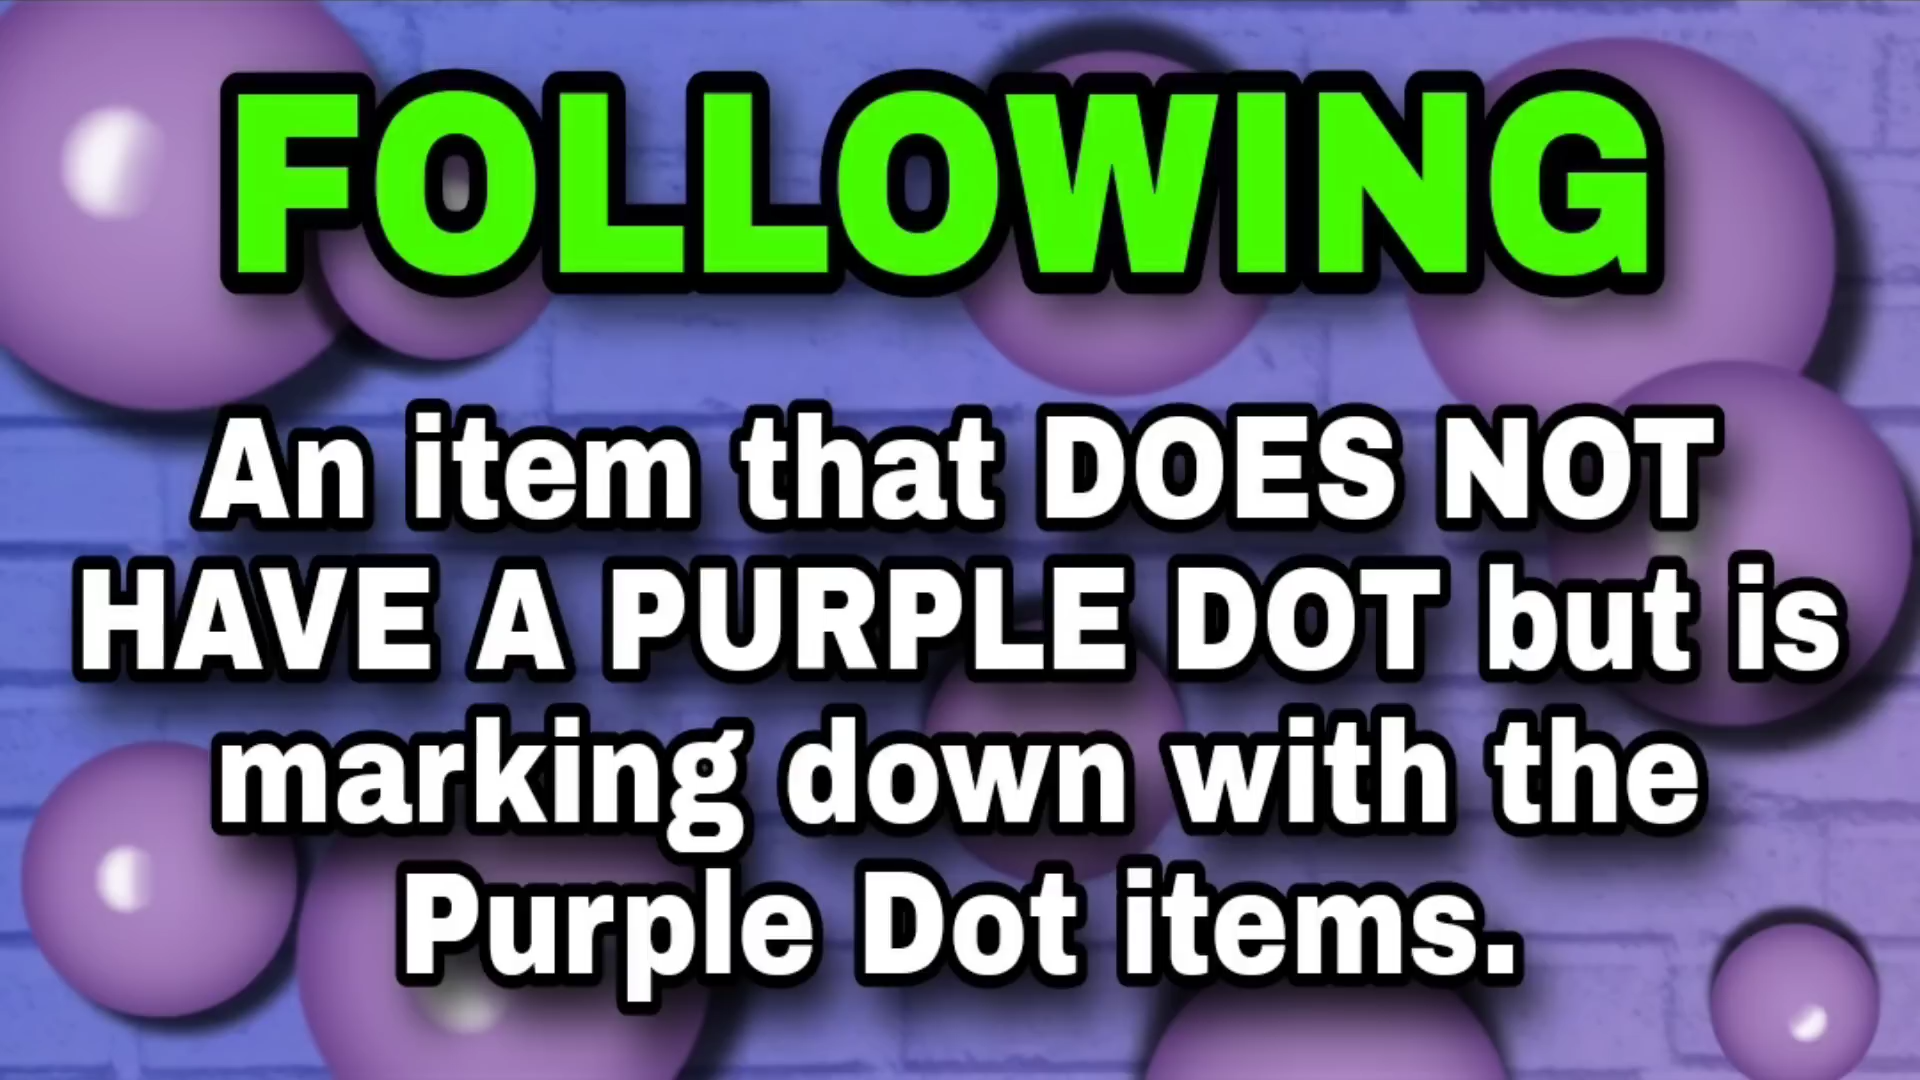 FOLLOWING
An item that DOES NOT
HAVE A PURPLE DOT but is
marking down with the
Purple Dot items.